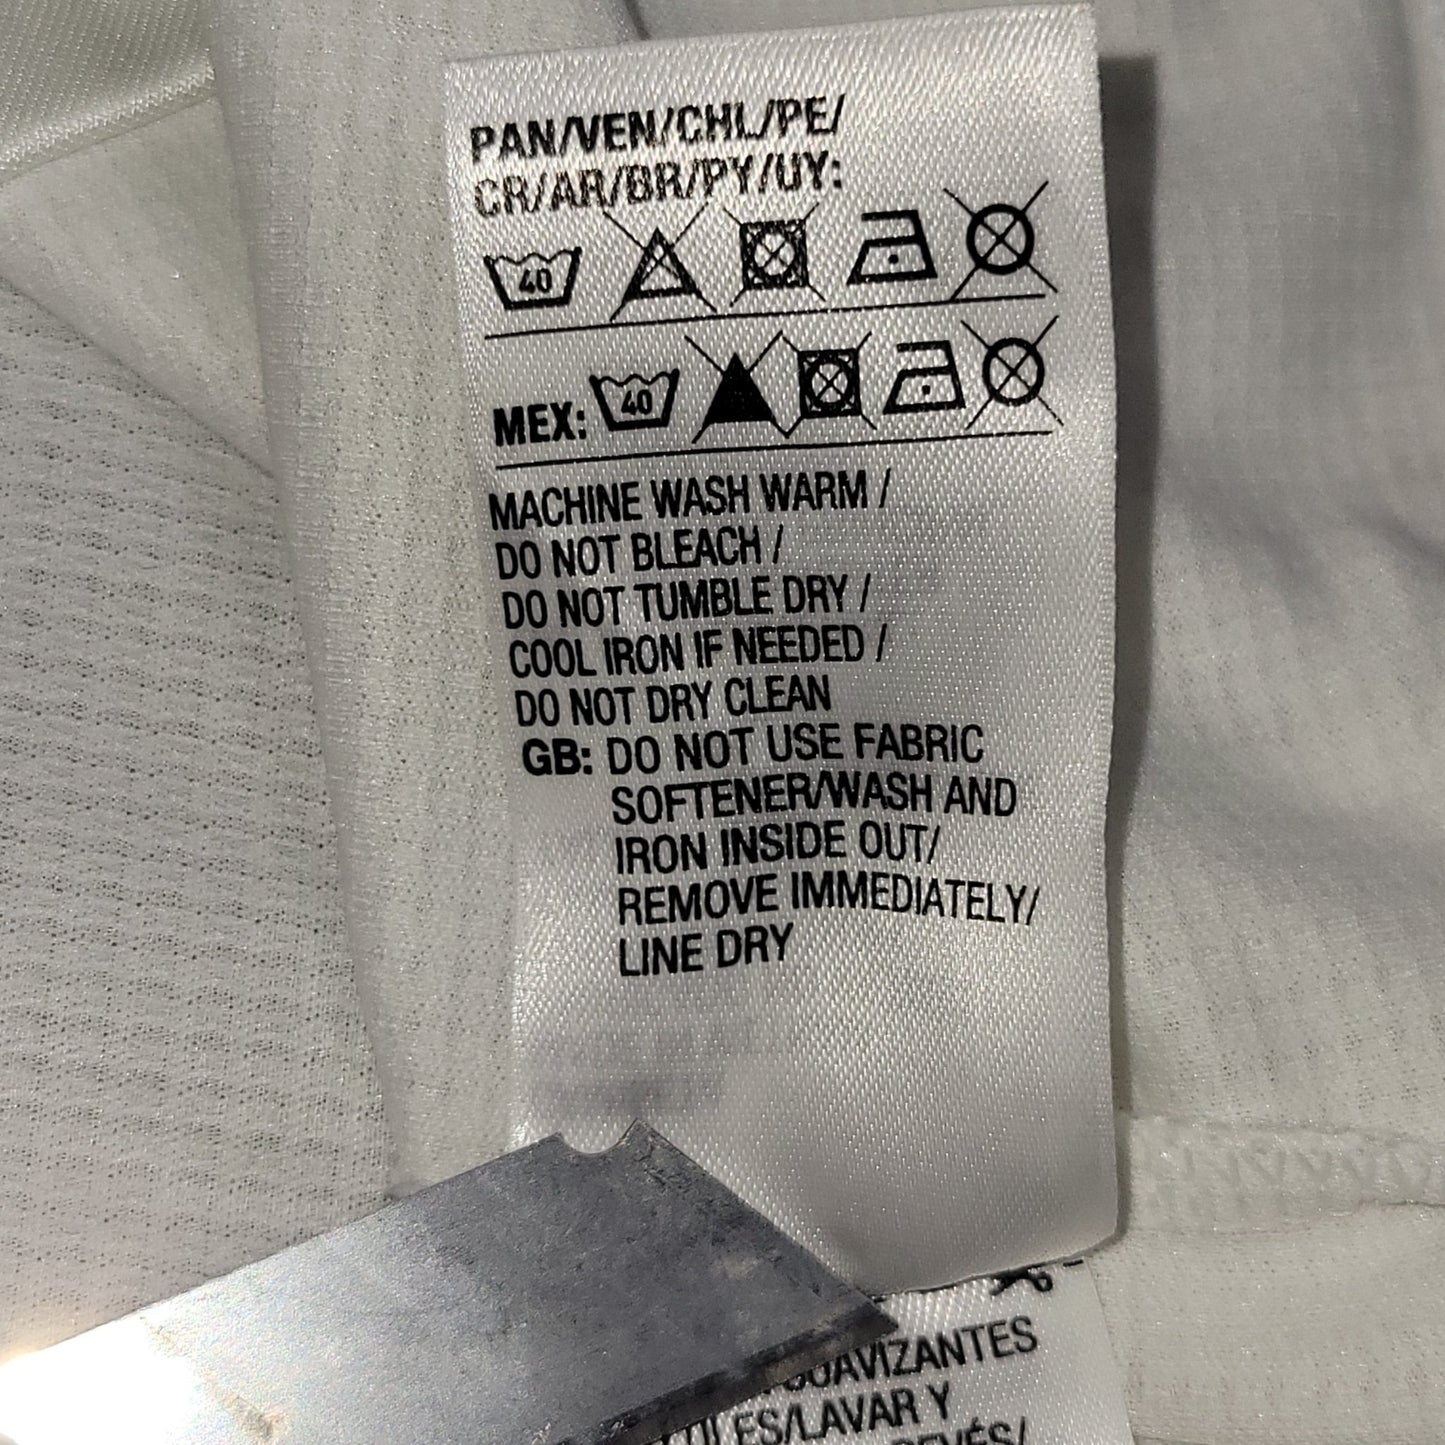 PAN/VEN/CHL/PE/
CR/AR/BR/PY/UY:
40
MEX: 40
MACHINE WASH WARM /
DO NOT BLEACH /
DO NOT TUMBLE DRY /
COOL IRON IF NEEDED /
DO NOT DRY CLEAN
GB: DO NOT USE FABRIC
SOFTENER/WASH AND
IRON INSIDE OUT/
REMOVE IMMEDIATELY/
LINE DRY
SUAVIZANTES
/LAVAR Y